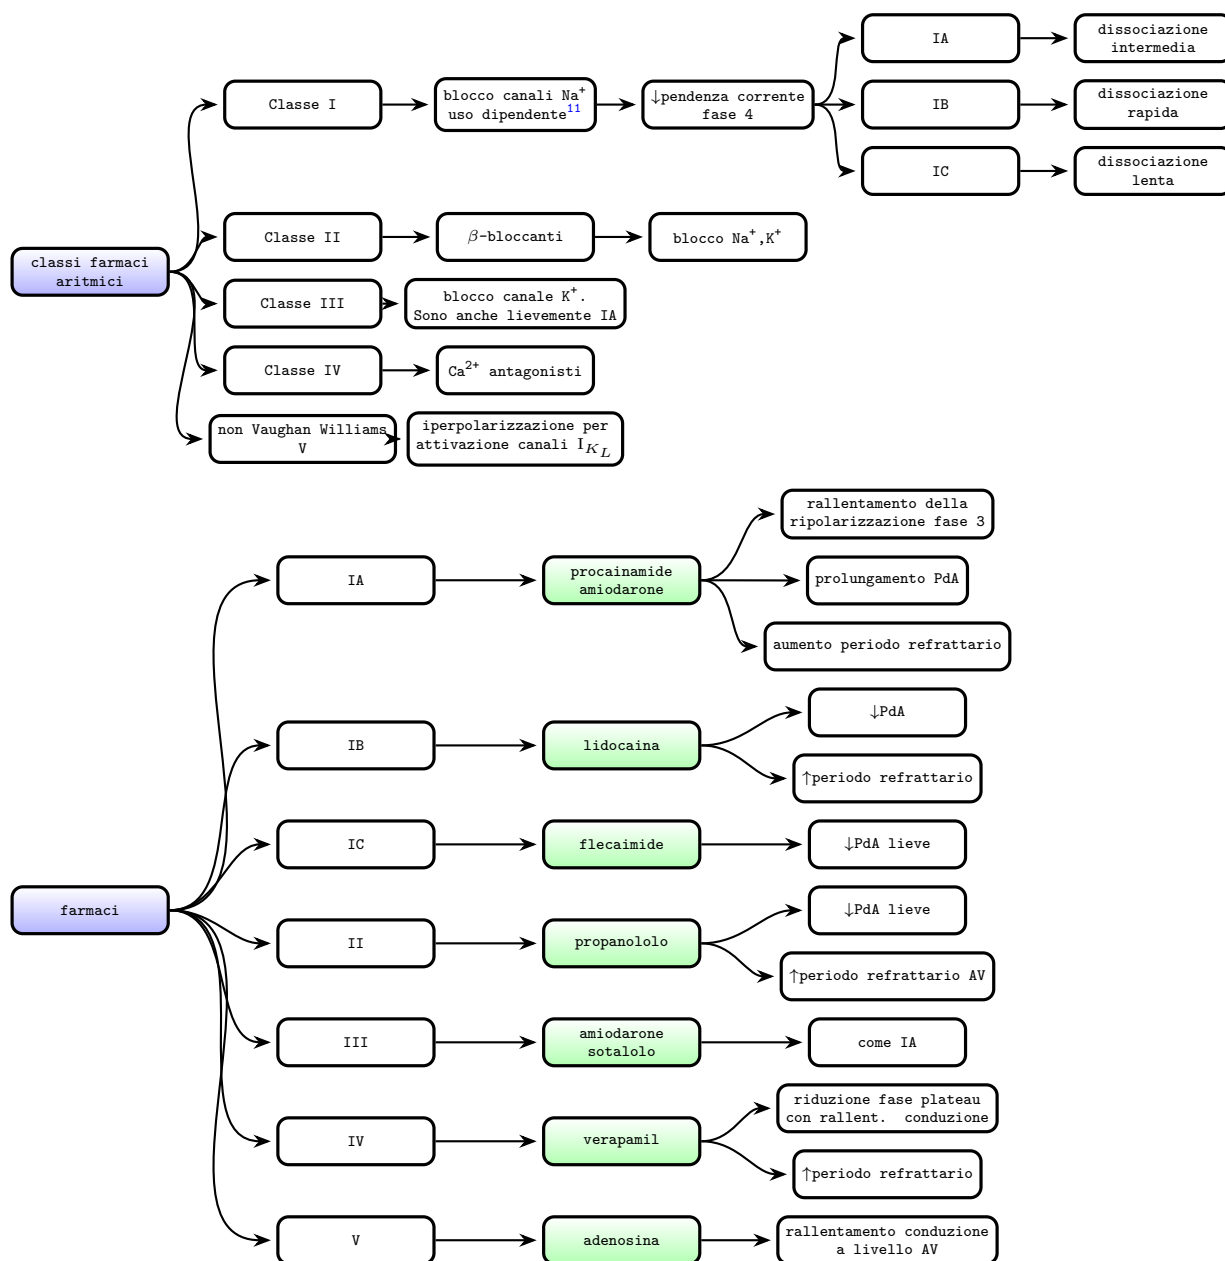 classi farmaci
aritmici
Classe I
blocco canali Na⁺
uso dipendente¹¹
↓pendenza corrente
fase 4
IA
dissociazione
intermedia
IB
dissociazione
rapida
IC
dissociazione
lenta
Classe II
β-bloccanti
blocco Na⁺,K⁺
Classe III
blocco canale K⁺.
Sono anche lievemente IA
Classe IV
Ca²⁺ antagonisti
non Vaughan Williams
V
iperpolarizzazione per
attivazione canali I_{K_L}
farmaci
IA
procainamide
amiodarone
rallentamento della
ripolarizzazione fase 3
prolungamento PdA
aumento periodo refrattario
IB
lidocaina
↓PdA
↑periodo refrattario
IC
flecaimide
↓PdA lieve
II
propanololo
↓PdA lieve
↑periodo refrattario AV
III
amiodarone
sotalolo
come IA
IV
verapamil
riduzione fase plateau
con rallent. conduzione
↑periodo refrattario
V
adenosina
rallentamento conduzione
a livello AV